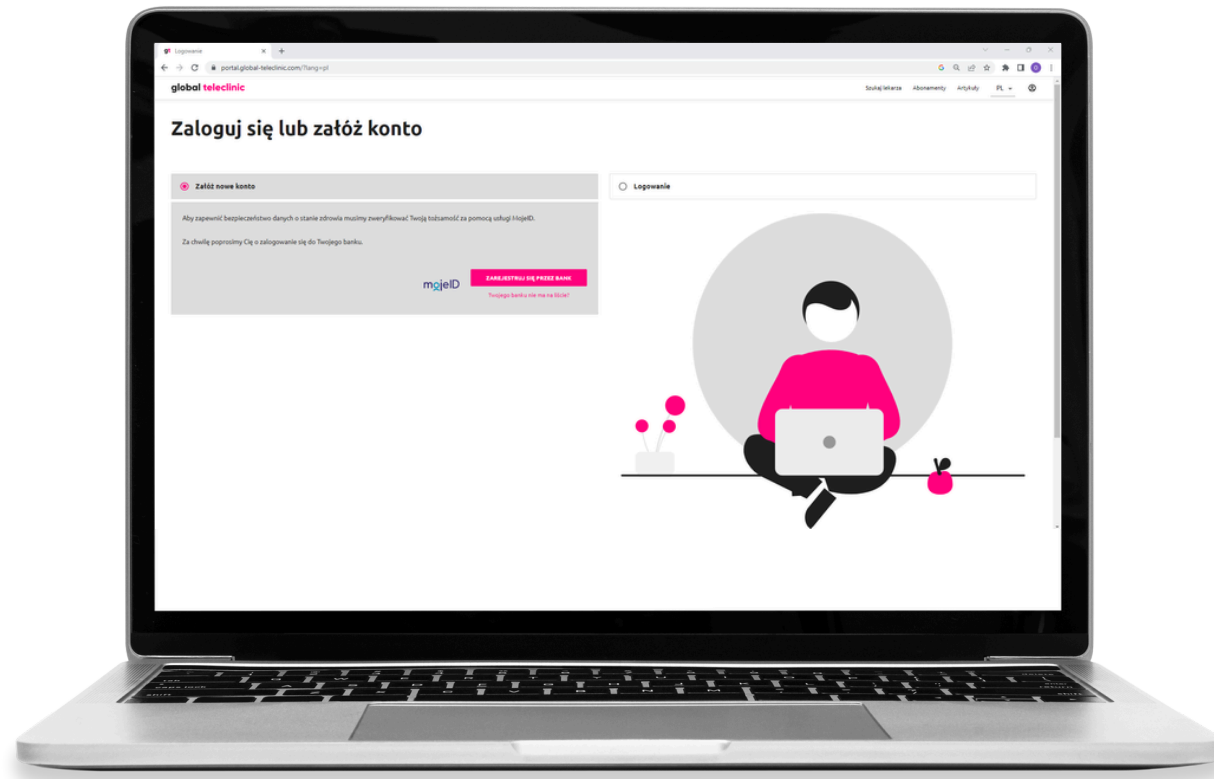 Logowanie
portal.global-teleclinic.com/?lang=pl
global teleclinic
Szukaj lekarza Abonamenty Artykuły PL
Zaloguj się lub załóż konto
Załóż nowe konto
Logowanie
Aby zapewnić bezpieczeństwo danych o stanie zdrowia musimy zweryfikować Twoją tożsamość za pomocą usługi MojeID.
Za chwilę poprosimy Cię o zalogowanie się do Twojego banku.
mojeID
ZAREJESTRUJ SIĘ PRZEZ BANK
Twojego banku nie ma na liście?